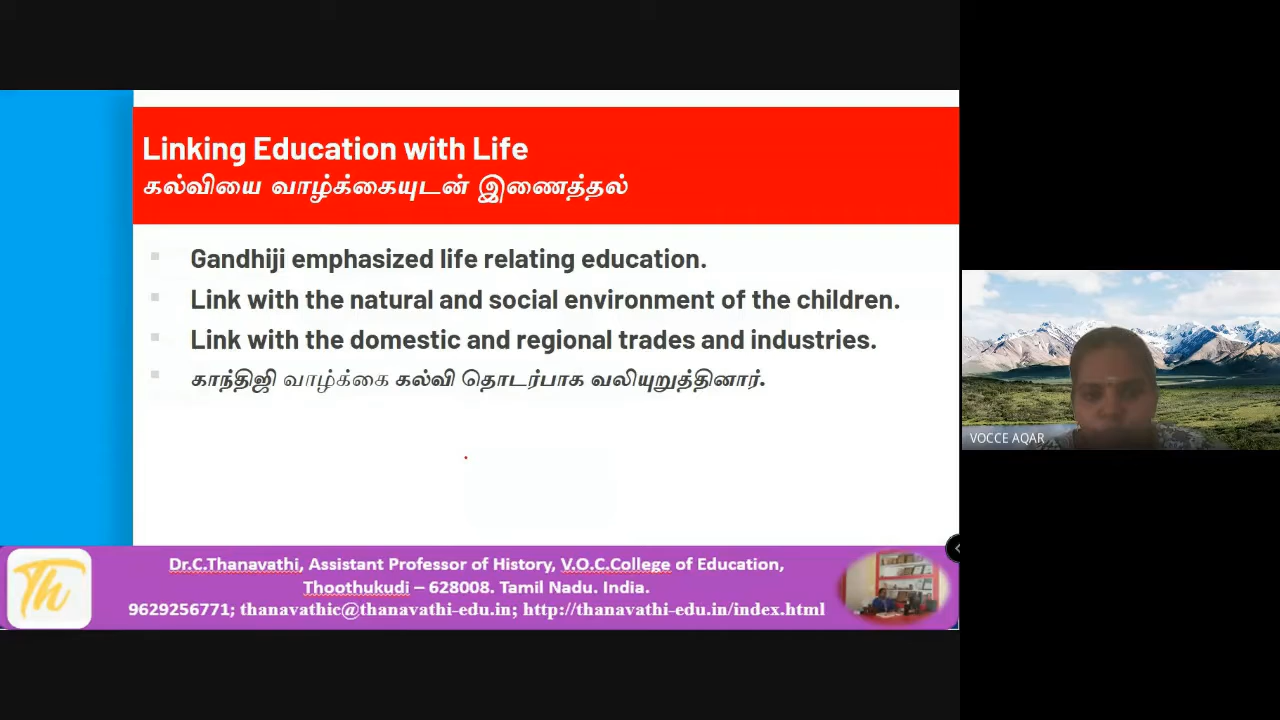 Linking Education with Life
கல்வியை வாழ்க்கையுடன் இணைத்தல்
Gandhiji emphasized life relating education.
Link with the natural and social environment of the children.
Link with the domestic and regional trades and industries.
காந்திஜி வாழ்க்கை கல்வி தொடர்பாக வலியுறுத்தினார்.
Th
Dr.C.Thanavathi, Assistant Professor of History, V.O.C.College of Education,
Thoothukudi – 628008. Tamil Nadu. India.
9629256771; thanavathic@thanavathi-edu.in; http://thanavathi-edu.in/index.html
VOCCE AQAR